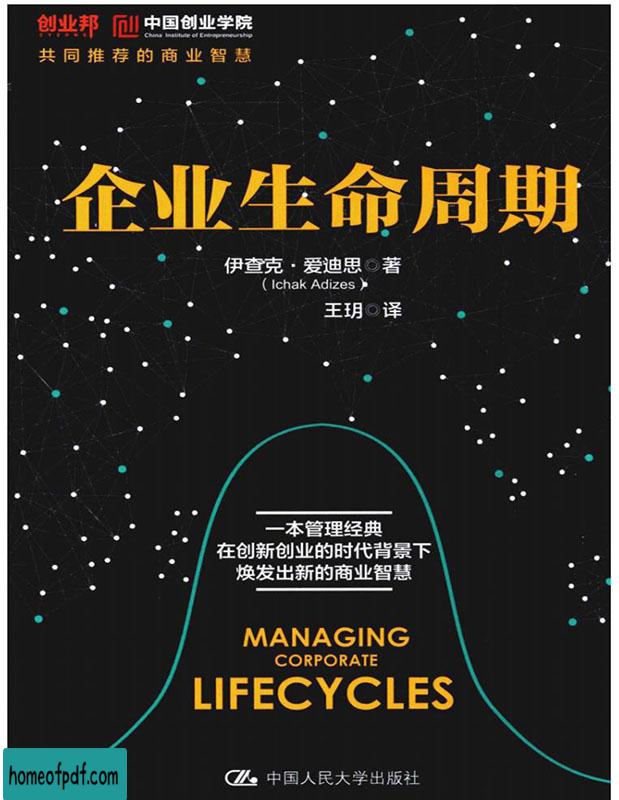 创业邦 中国创业学院
CYZONE China Institute of Entrepreneurship
共同推荐的商业智慧
企业生命周期
伊查克·爱迪思◎著
(Ichak Adizes)
王玥◎译
一本管理经典
在创新创业的时代背景下
焕发出新的商业智慧
MANAGING
CORPORATE
LIFECYCLES
中国人民大学出版社
homeofpdf.com